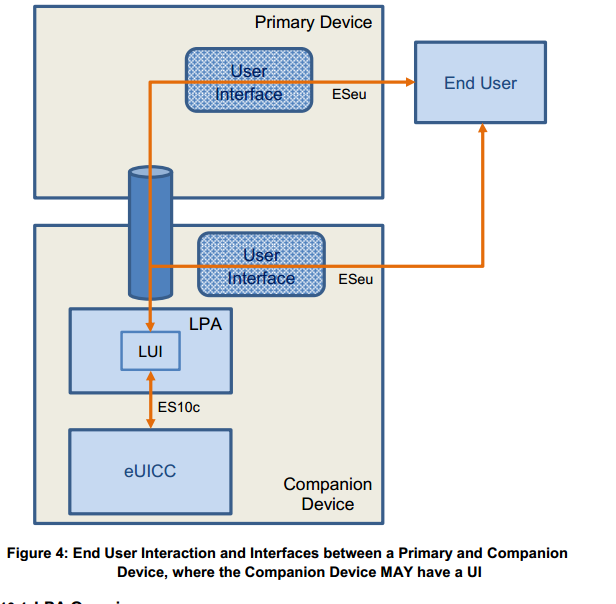 Primary Device
User
Interface
ESeu
End User
User
Interface
ESeu
LPA
LUI
ES10c
eUICC
Companion
Device
Figure 4: End User Interaction and Interfaces between a Primary and Companion
Device, where the Companion Device MAY have a UI